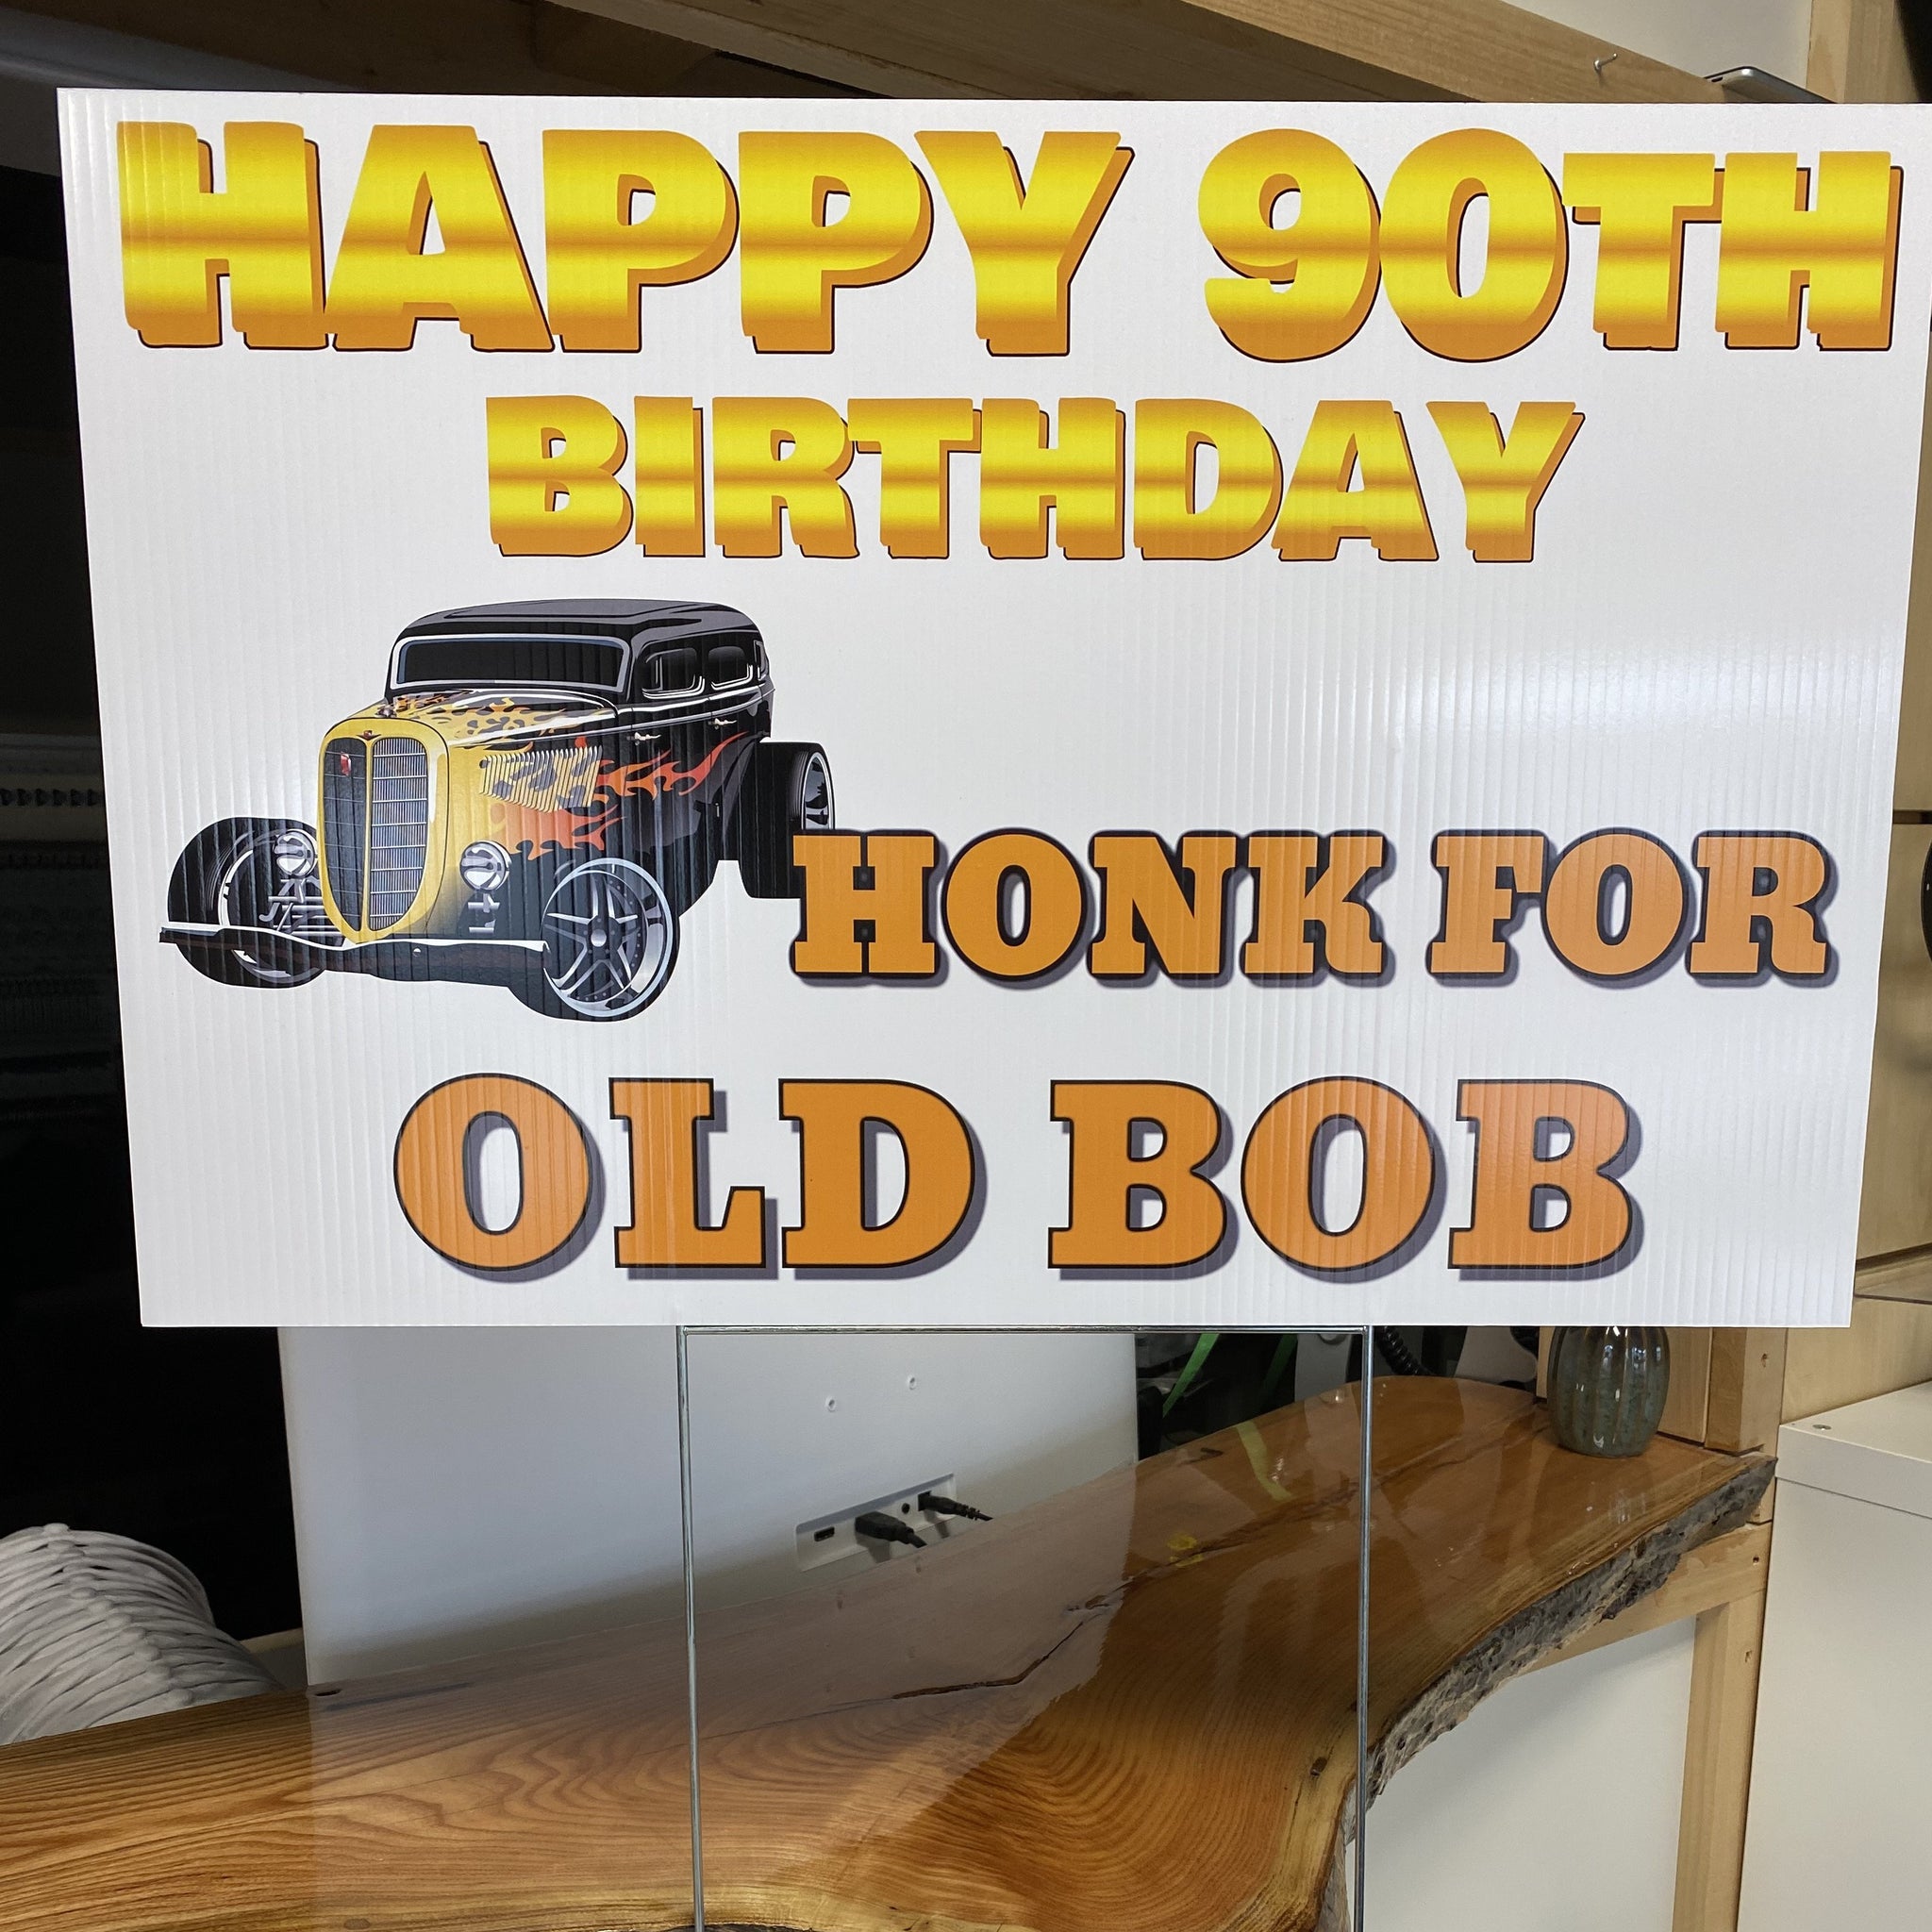 HAPPY 90TH
BIRTHDAY
HONK FOR
OLD BOB